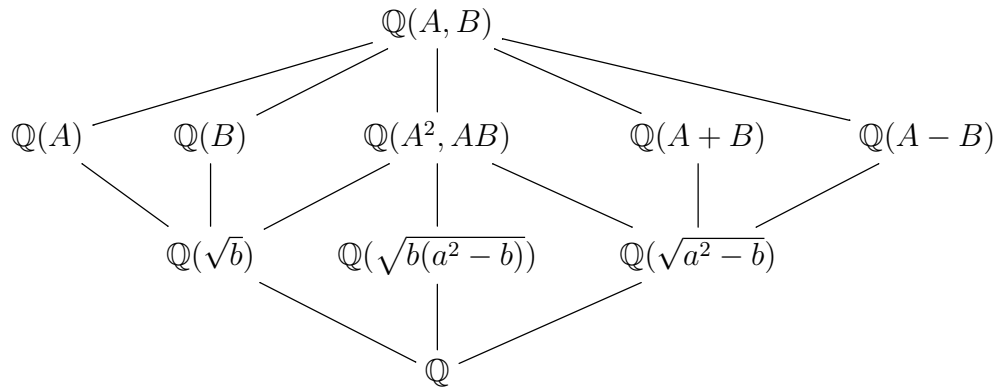 ℚ(A, B)
ℚ(A) ℚ(B) ℚ(A², AB) ℚ(A + B) ℚ(A − B)
ℚ(√b) ℚ(√(b(a² − b))) ℚ(√(a² − b))
ℚ